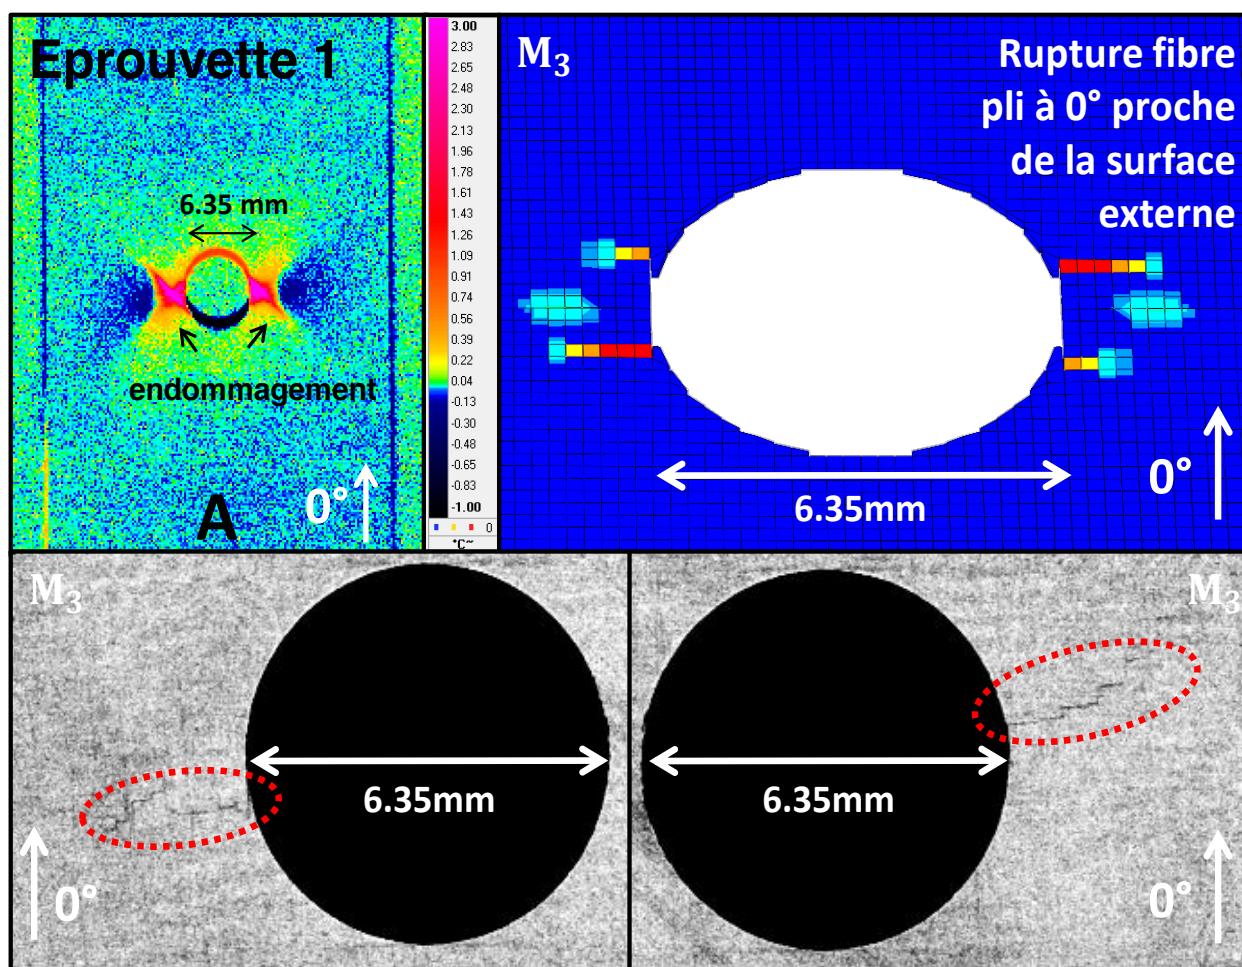 Eprouvette 1
6.35 mm
endommagement
A
0°
3.00
2.83
2.65
2.48
2.30
2.13
1.96
1.78
1.61
1.43
1.26
1.09
0.91
0.74
0.56
0.39
0.22
0.04
-0.13
-0.30
-0.48
-0.65
-0.83
-1.00
0
°C~
M₃
Rupture fibre
pli à 0° proche
de la surface
externe
6.35mm
0°
M₃
6.35mm
0°
M₃
6.35mm
0°